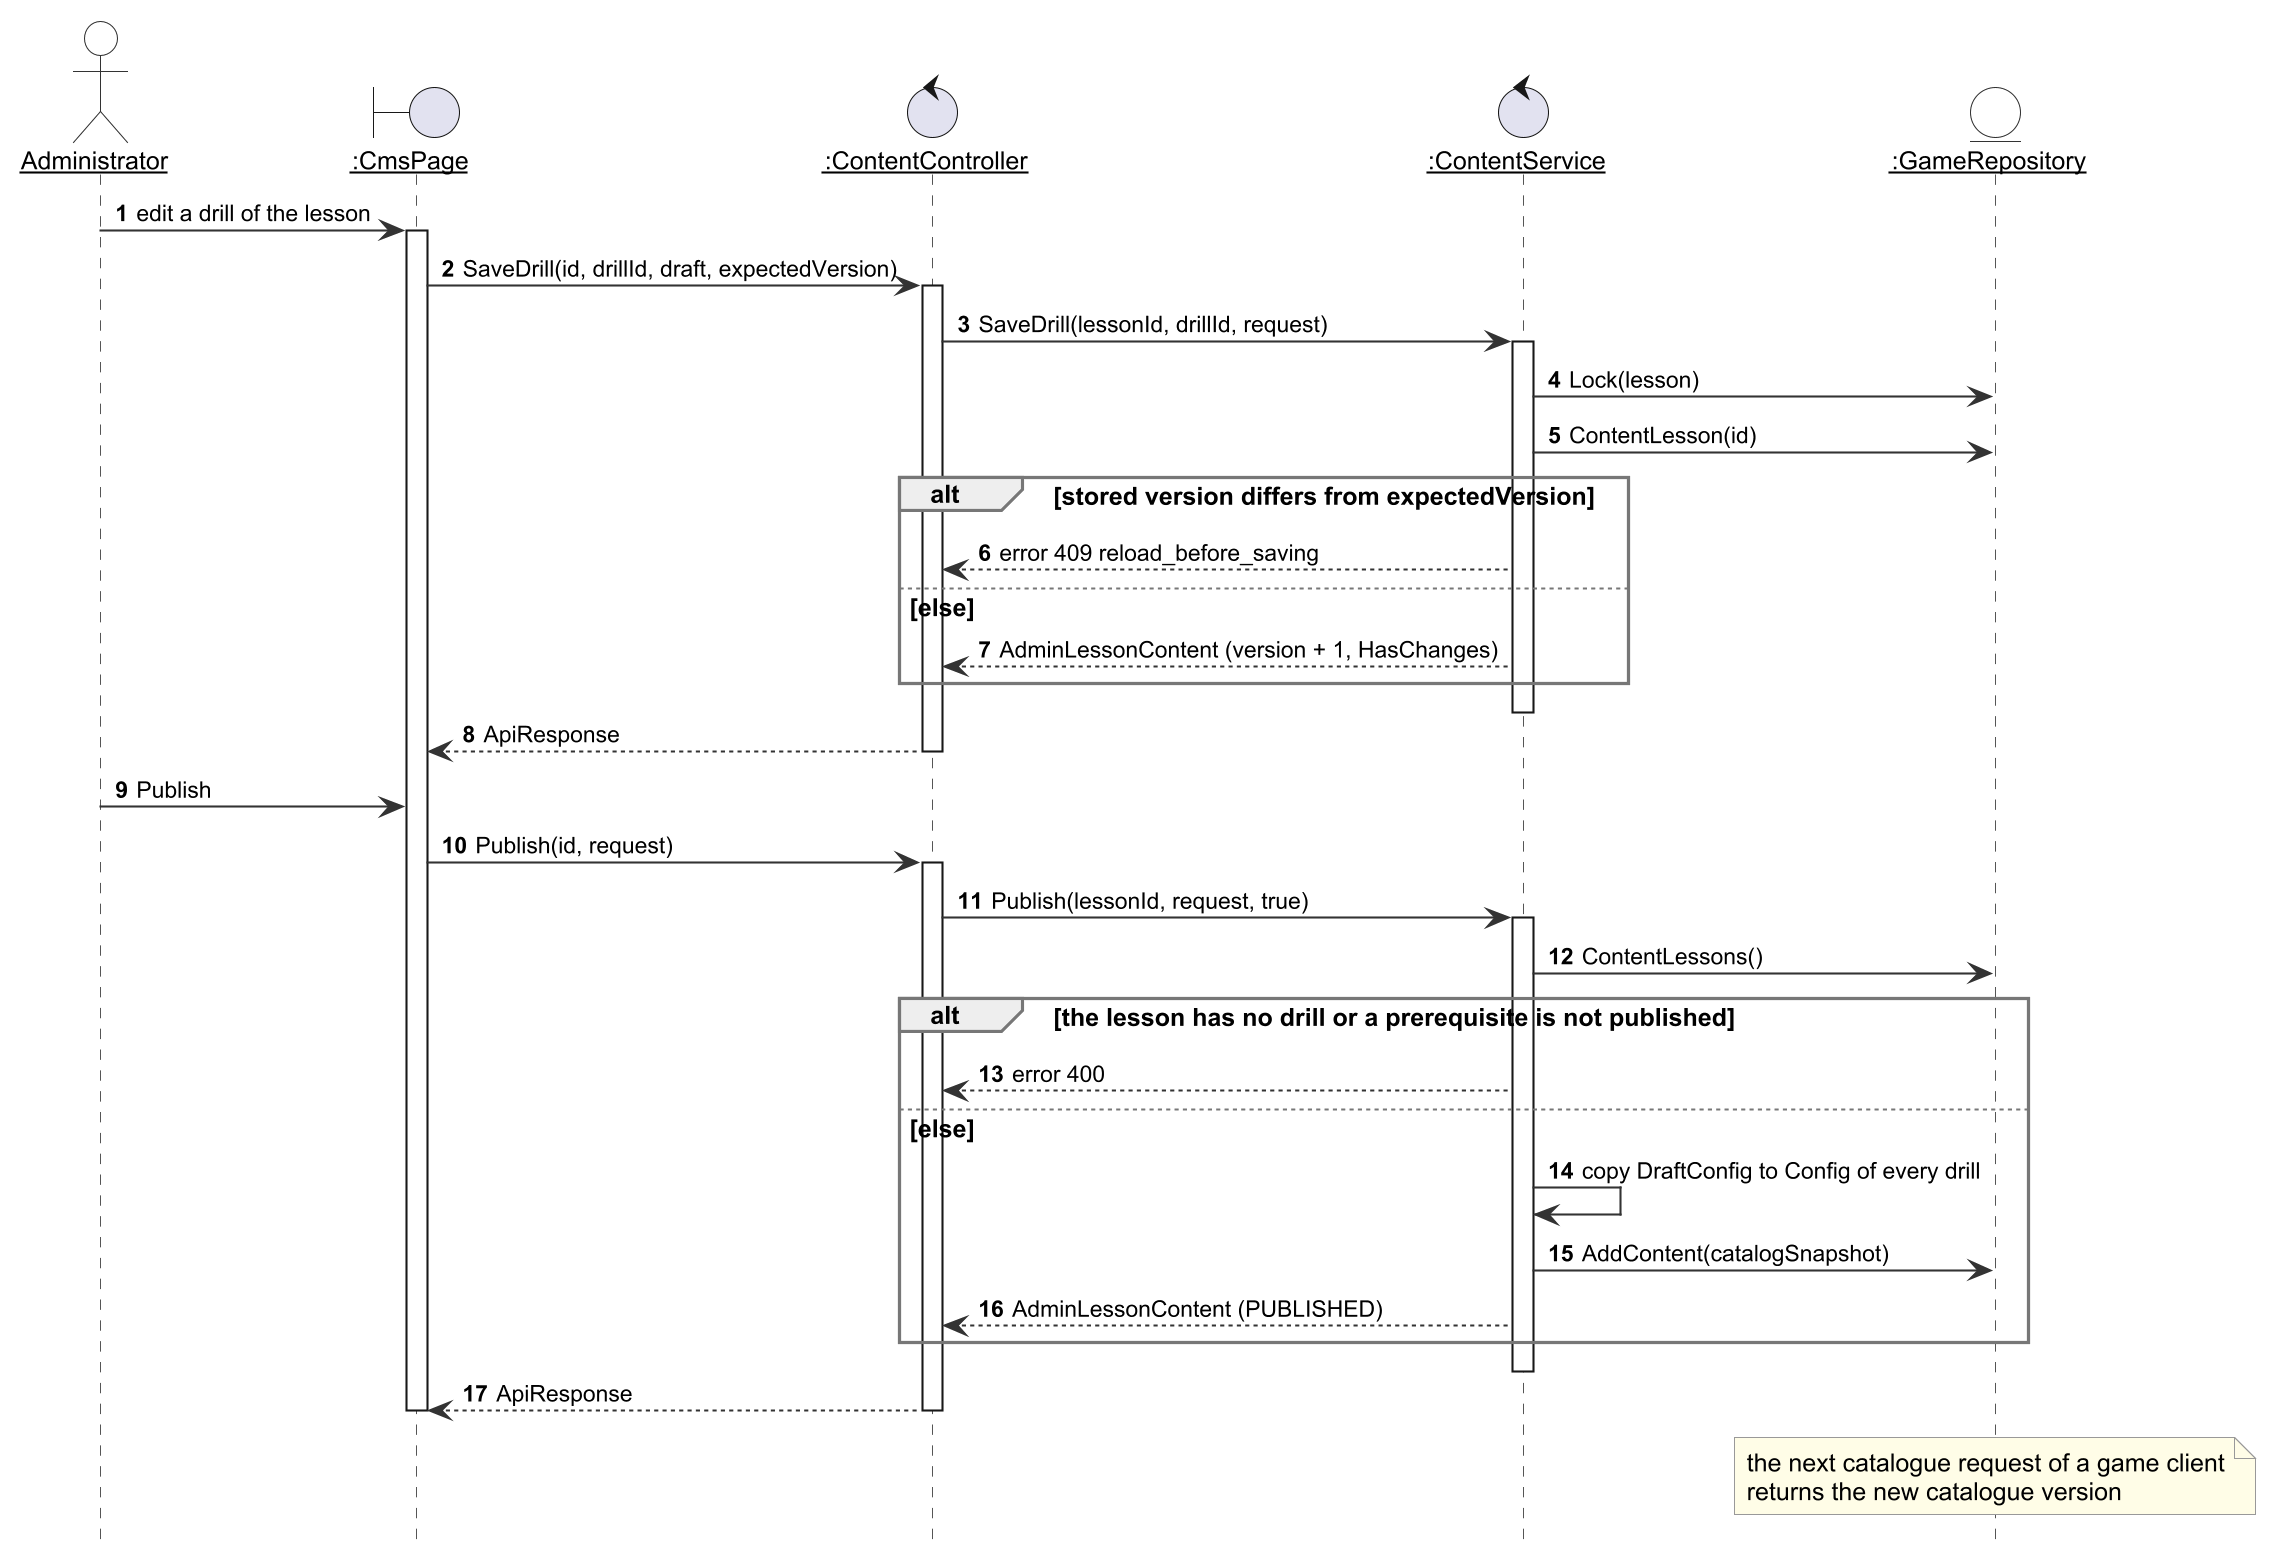 Administrator
:CmsPage
:ContentController
:ContentService
:GameRepository
1 edit a drill of the lesson
2 SaveDrill(id, drillId, draft, expectedVersion)
3 SaveDrill(lessonId, drillId, request)
4 Lock(lesson)
5 ContentLesson(id)
alt [stored version differs from expectedVersion]
6 error 409 reload_before_saving
[else]
7 AdminLessonContent (version + 1, HasChanges)
8 ApiResponse
9 Publish
10 Publish(id, request)
11 Publish(lessonId, request, true)
12 ContentLessons()
alt [the lesson has no drill or a prerequisite is not published]
13 error 400
[else]
14 copy DraftConfig to Config of every drill
15 AddContent(catalogSnapshot)
16 AdminLessonContent (PUBLISHED)
17 ApiResponse
the next catalogue request of a game client
returns the new catalogue version